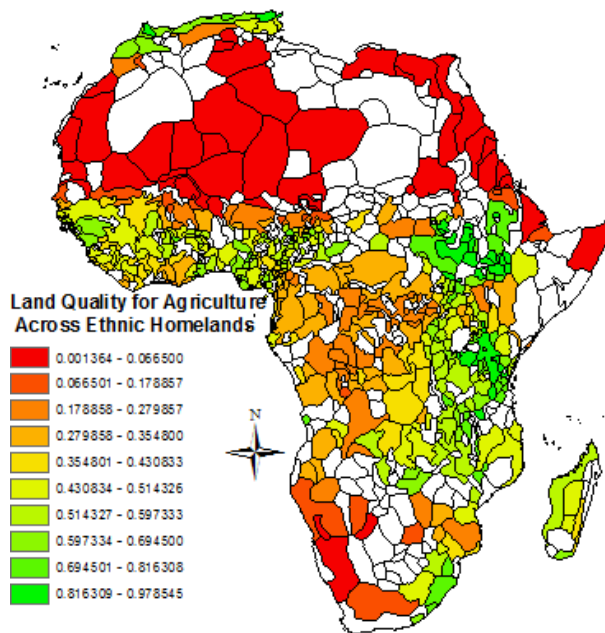 Land Quality for Agriculture
Across Ethnic Homelands
0.001364 - 0.066500
0.066501 - 0.178857
0.178858 - 0.279857
0.279858 - 0.354800
0.354801 - 0.430833
0.430834 - 0.514326
0.514327 - 0.597333
0.597334 - 0.694500
0.694501 - 0.816308
0.816309 - 0.978545
N